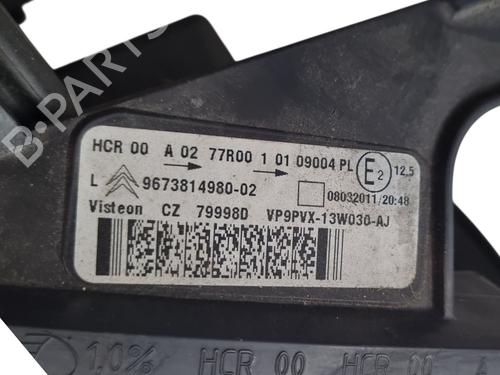 HCR 00 A 02 77R00 1 01 09004 PL E2 12.5
L 9673814980-02 08032011/20:48
Visteon CZ 79998D VP9PVX-13W030-AJ
B-PARTS
1,0% HCR 00 HCR 00 A